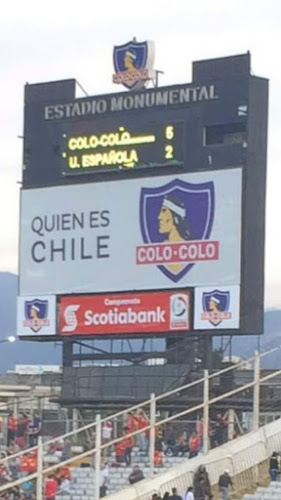 ESTADIO MONUMENTAL
COLO-COLO 5
U. ESPAÑOLA 2
QUIEN ES
CHILE
COLO·COLO
Campeonato
Scotiabank